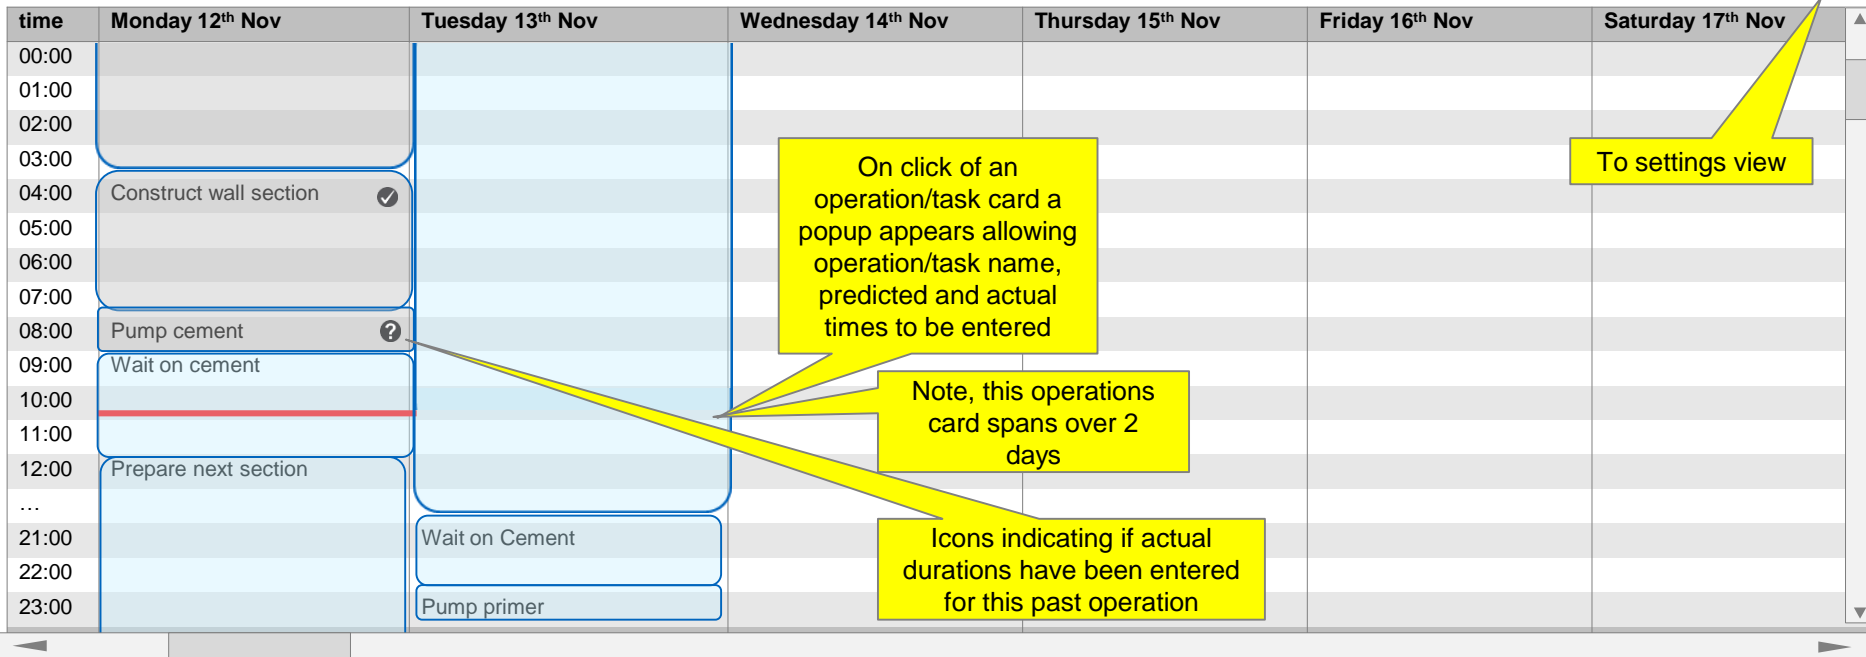 time Monday 12th Nov Tuesday 13th Nov Wednesday 14th Nov Thursday 15th Nov Friday 16th Nov Saturday 17th Nov
00:00
01:00
02:00
03:00
04:00 Construct wall section
05:00
06:00
07:00
08:00 Pump cement ?
09:00 Wait on cement
10:00
11:00
12:00 Prepare next section
…
21:00 Wait on Cement
22:00
23:00 Pump primer
On click of an
operation/task card a
popup appears allowing
operation/task name,
predicted and actual
times to be entered
To settings view
Note, this operations
card spans over 2
days
Icons indicating if actual
durations have been entered
for this past operation